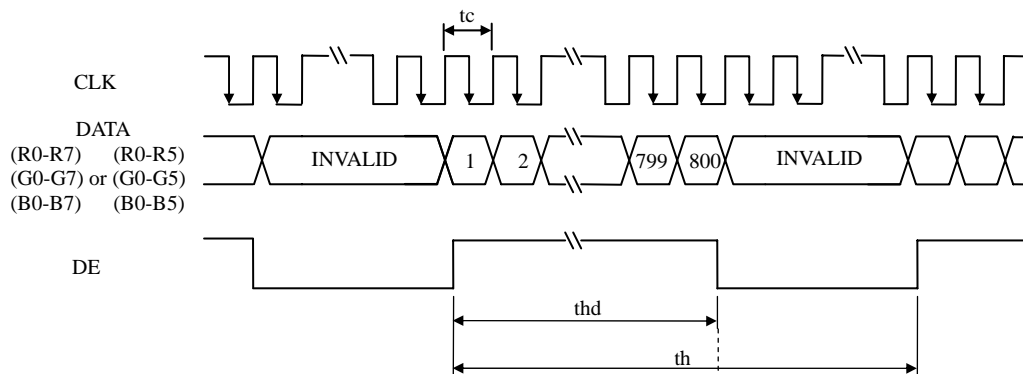 tc
CLK
DATA
(R0-R7) (R0-R5)
(G0-G7) or (G0-G5)
(B0-B7) (B0-B5)
INVALID 1 2 799 800 INVALID
DE
thd
th